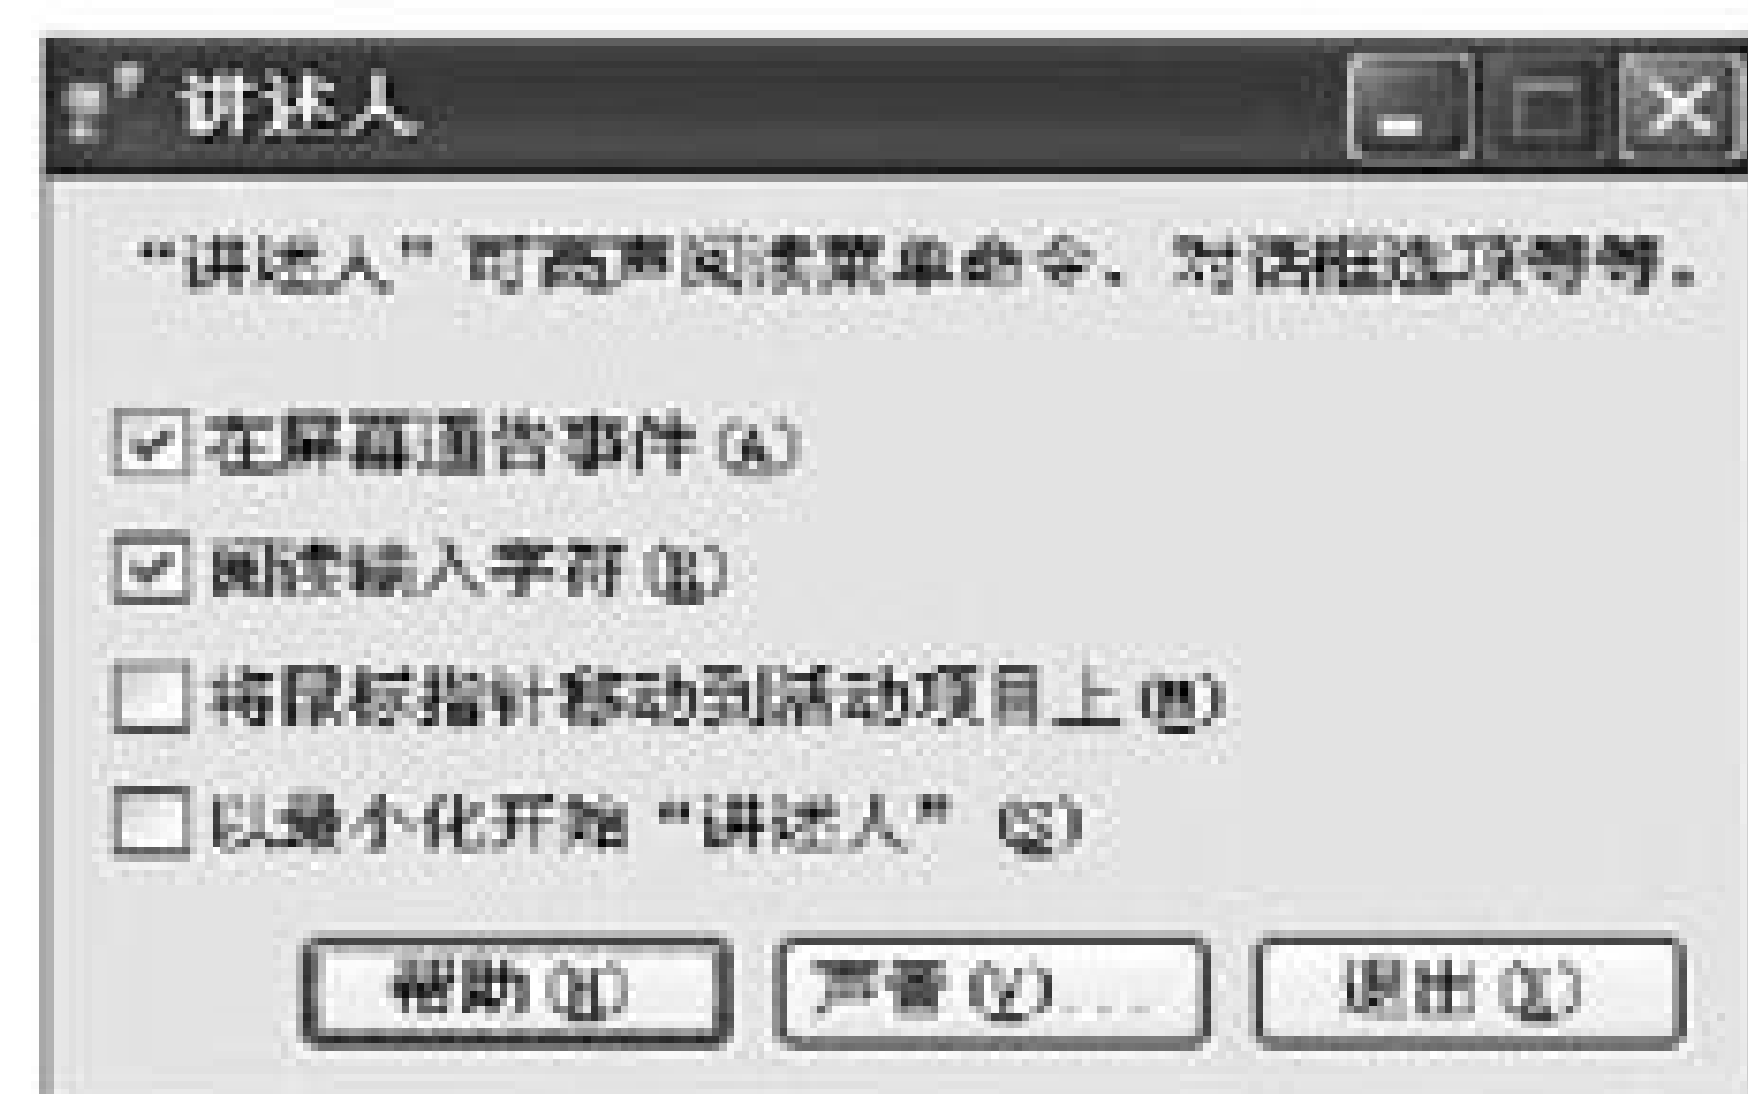 讲述人
“讲述人”可高声阅读菜单命令、对话框选项等等。
在屏幕通告事件(A)
阅读输入字符(R)
将鼠标指针移动到活动项目上(M)
以最小化开始“讲述人”(S)
帮助(H) 声音(V)... 退出(X)